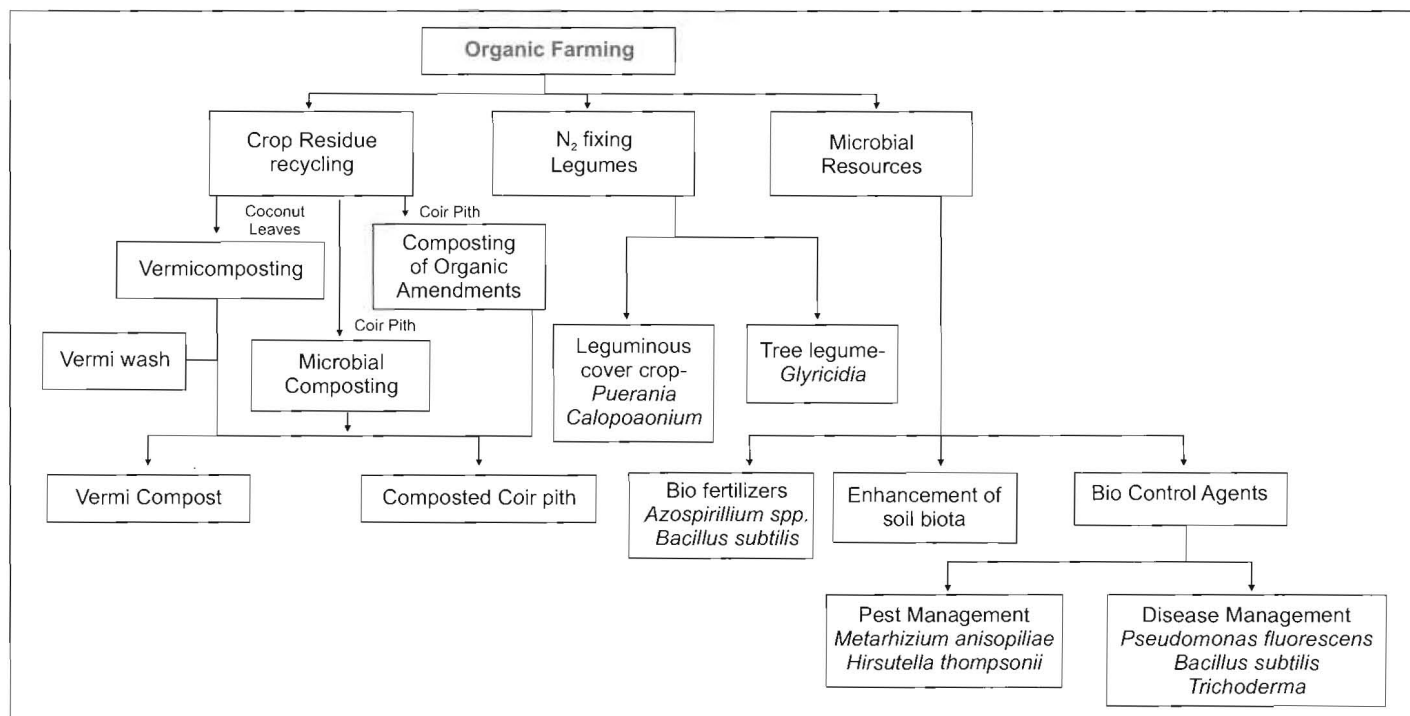 Organic Farming
Crop Residue
recycling
N₂ fixing
Legumes
Microbial
Resources
Coconut
Leaves
Coir Pith
Vermicomposting
Composting
of Organic
Amendments
Coir Pith
Vermi wash
Microbial
Composting
Leguminous
cover crop-
Puerania
Calopoaonium
Tree legume-
Glyricidia
Vermi Compost
Composted Coir pith
Bio fertilizers
Azospirillium spp.
Bacillus subtilis
Enhancement of
soil biota
Bio Control Agents
Pest Management
Metarhizium anisopiliae
Hirsutella thompsonii
Disease Management
Pseudomonas fluorescens
Bacillus subtilis
Trichoderma